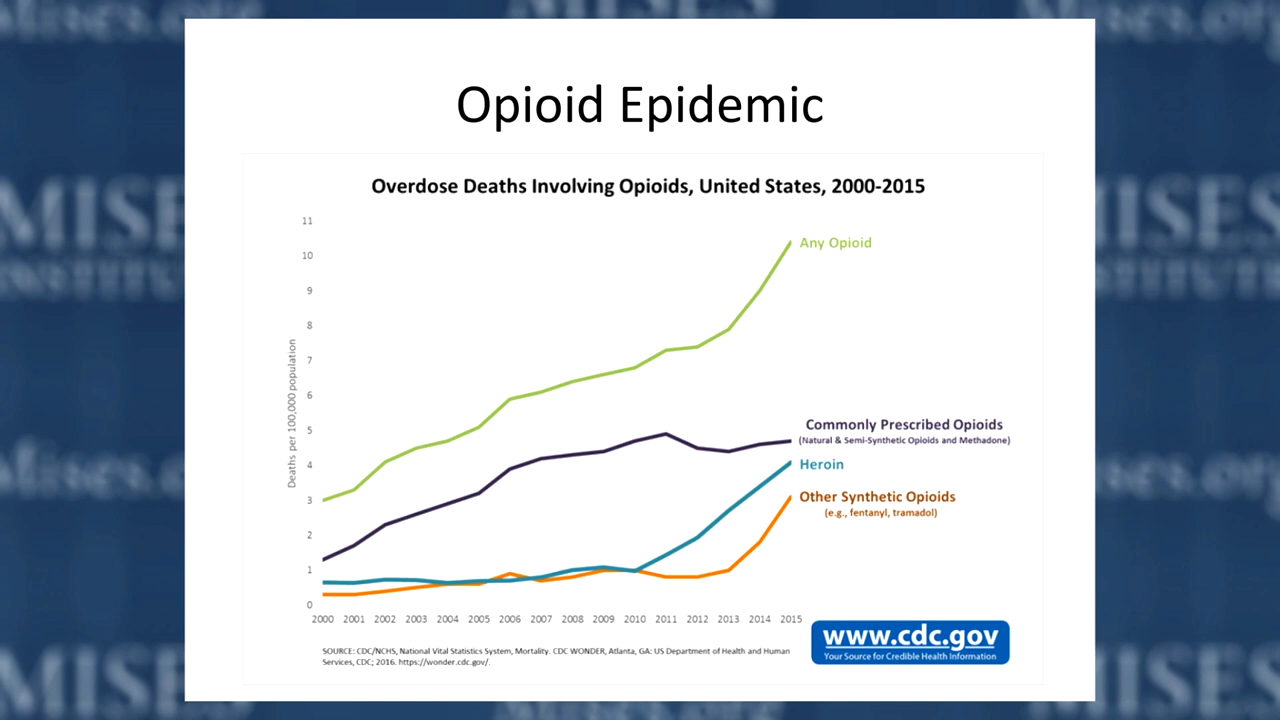 Mises.org
MISES
INSTITUTE
Opioid Epidemic
Overdose Deaths Involving Opioids, United States, 2000-2015
Deaths per 100,000 population
11
10
9
8
7
6
5
4
3
2
1
0
2000 2001 2002 2003 2004 2005 2006 2007 2008 2009 2010 2011 2012 2013 2014 2015
Any Opioid
Commonly Prescribed Opioids
(Natural & Semi-Synthetic Opioids and Methadone)
Heroin
Other Synthetic Opioids
(e.g., fentanyl, tramadol)
SOURCE: CDC/NCHS, National Vital Statistics System, Mortality. CDC WONDER, Atlanta, GA: US Department of Health and Human
Services, CDC; 2016. https://wonder.cdc.gov/.
www.cdc.gov
Your Source for Credible Health Information